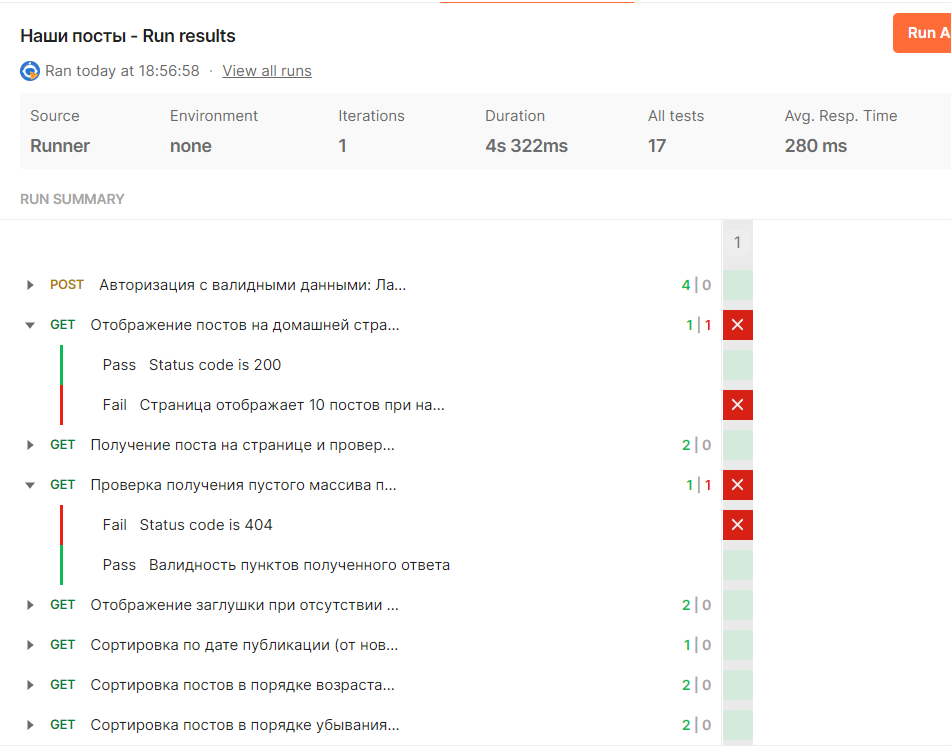 Наши посты - Run results
Run A
Ran today at 18:56:58 · View all runs
Source Environment Iterations Duration All tests Avg. Resp. Time
Runner none 1 4s 322ms 17 280 ms
RUN SUMMARY
1
POST Авторизация с валидными данными: Ла... 4 | 0
GET Отображение постов на домашней стра... 1 | 1
Pass Status code is 200
Fail Страница отображает 10 постов при на...
GET Получение поста на странице и провер... 2 | 0
GET Проверка получения пустого массива п... 1 | 1
Fail Status code is 404
Pass Валидность пунктов полученного ответа
GET Отображение заглушки при отсутствии ... 2 | 0
GET Сортировка по дате публикации (от нов... 1 | 0
GET Сортировка постов в порядке возраста... 2 | 0
GET Сортировка постов в порядке убывания... 2 | 0